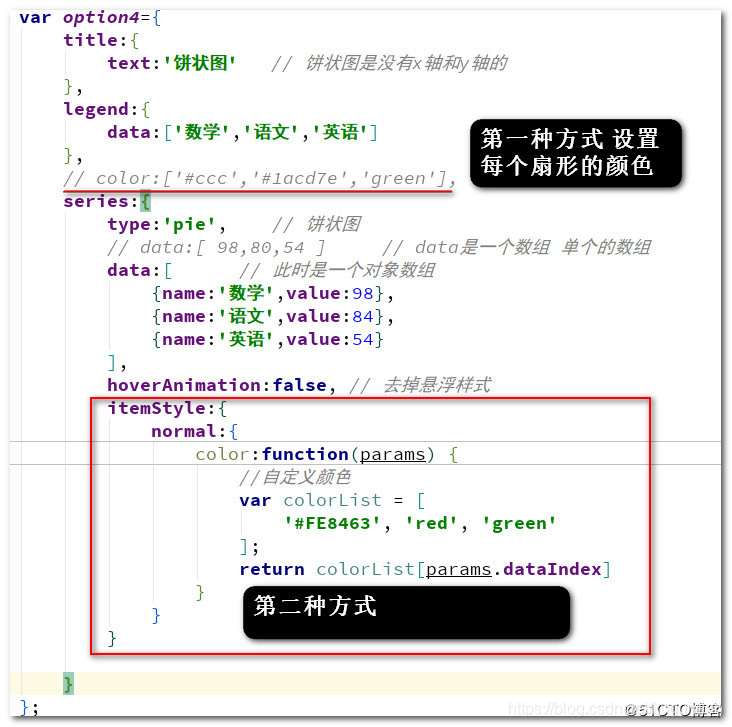 var option4={
title:{
text:'饼状图' // 饼状图是没有x轴和y轴的
},
legend:{
data:['数学','语文','英语']
},
第一种方式 设置
每个扇形的颜色
// color:['#ccc','#1acd7e','green'],
series:{
type:'pie', // 饼状图
// data:[ 98,80,54 ] // data是一个数组 单个的数组
data:[ // 此时是一个对象数组
{name:'数学',value:98},
{name:'语文',value:84},
{name:'英语',value:54}
],
hoverAnimation:false, // 去掉悬浮样式
itemStyle:{
normal:{
color:function(params) {
//自定义颜色
var colorList = [
'#FE8463', 'red', 'green'
];
return colorList[params.dataIndex]
}
第二种方式
}
}
}
};
https://blog.csdn
@51CTO博客